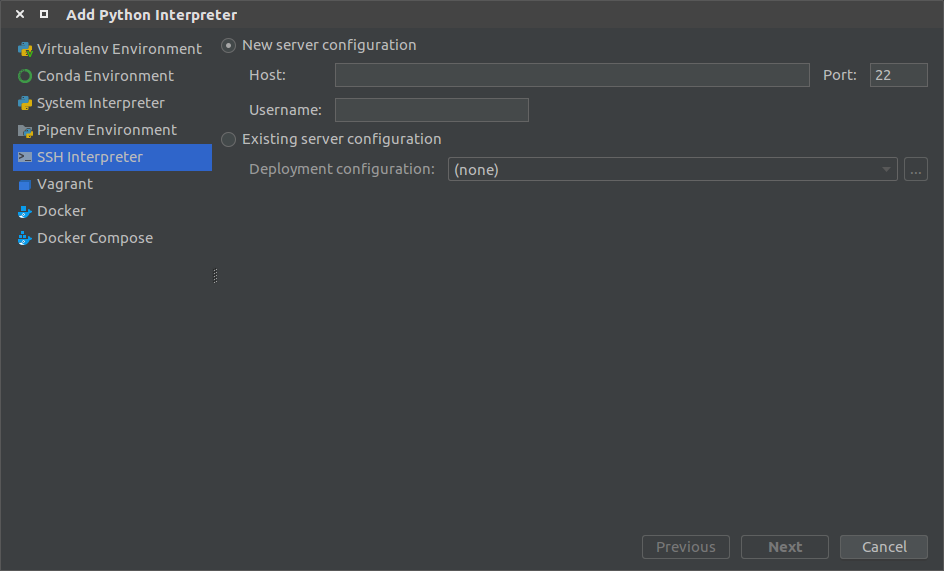 Add Python Interpreter
Virtualenv Environment
Conda Environment
System Interpreter
Pipenv Environment
SSH Interpreter
Vagrant
Docker
Docker Compose
New server configuration
Host: Port: 22
Username:
Existing server configuration
Deployment configuration: (none) ...
Previous Next Cancel